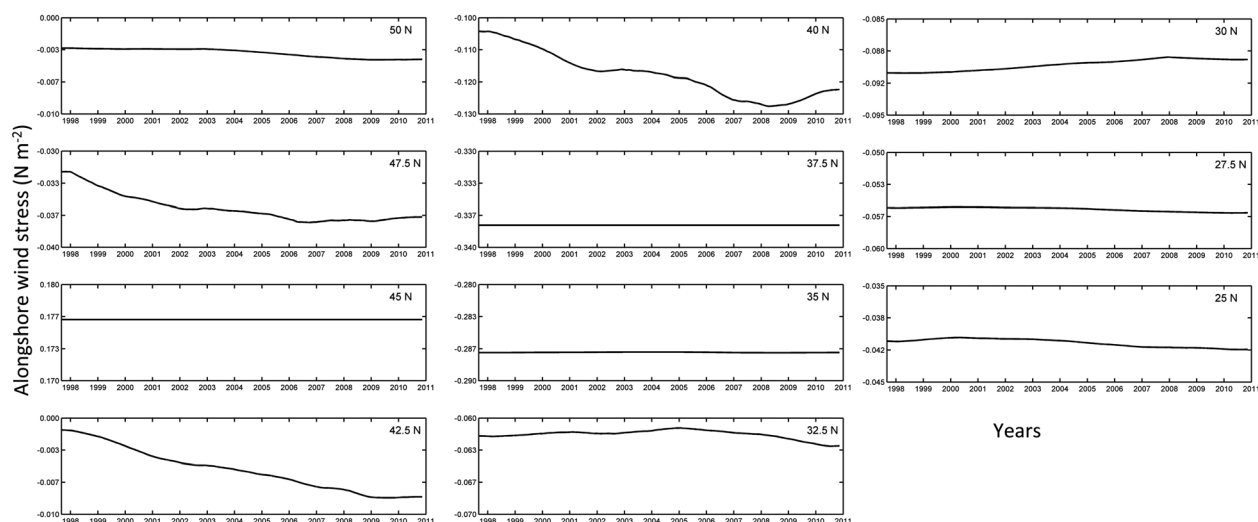 Alongshore wind stress (N m-2)
50 N
0.000
-0.003
-0.007
-0.010
1998 1999 2000 2001 2002 2003 2004 2005 2006 2007 2008 2009 2010 2011
40 N
-0.100
-0.110
-0.120
-0.130
1998 1999 2000 2001 2002 2003 2004 2005 2006 2007 2008 2009 2010 2011
30 N
-0.085
-0.088
-0.092
-0.095
1998 1999 2000 2001 2002 2003 2004 2005 2006 2007 2008 2009 2010 2011
47.5 N
-0.030
-0.033
-0.037
-0.040
1998 1999 2000 2001 2002 2003 2004 2005 2006 2007 2008 2009 2010 2011
37.5 N
-0.330
-0.333
-0.337
-0.340
1998 1999 2000 2001 2002 2003 2004 2005 2006 2007 2008 2009 2010 2011
27.5 N
-0.050
-0.053
-0.057
-0.060
1998 1999 2000 2001 2002 2003 2004 2005 2006 2007 2008 2009 2010 2011
45 N
0.180
0.177
0.173
0.170
1998 1999 2000 2001 2002 2003 2004 2005 2006 2007 2008 2009 2010 2011
35 N
-0.280
-0.283
-0.287
-0.290
1998 1999 2000 2001 2002 2003 2004 2005 2006 2007 2008 2009 2010 2011
25 N
-0.035
-0.038
-0.042
-0.045
1998 1999 2000 2001 2002 2003 2004 2005 2006 2007 2008 2009 2010 2011
42.5 N
0.000
-0.003
-0.007
-0.010
1998 1999 2000 2001 2002 2003 2004 2005 2006 2007 2008 2009 2010 2011
32.5 N
-0.060
-0.063
-0.067
-0.070
1998 1999 2000 2001 2002 2003 2004 2005 2006 2007 2008 2009 2010 2011
Years